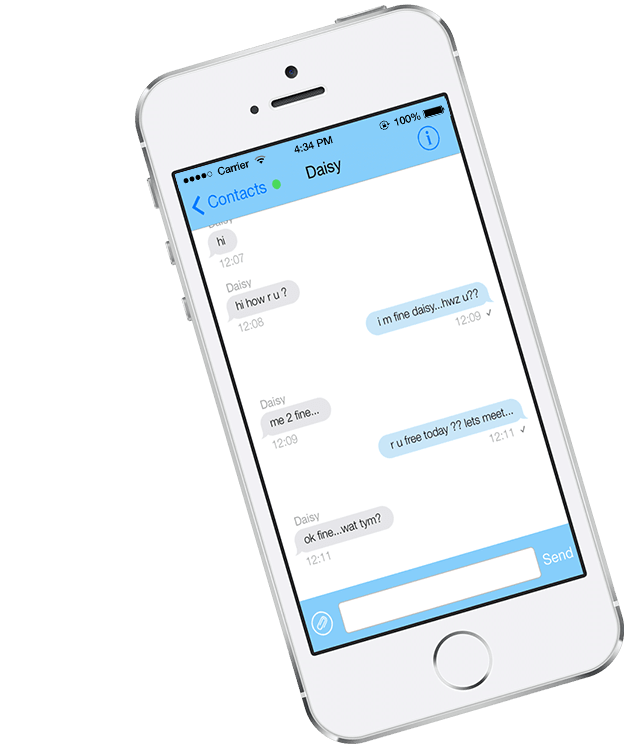 Carrier 4:34 PM 100%
Contacts Daisy i
Daisy
hi
12:07
Daisy
hi how r u ?
12:08
i m fine daisy...hwz u??
12:09 ✓
Daisy
me 2 fine...
12:09
r u free today ?? lets meet...
12:11 ✓
Daisy
ok fine...wat tym?
12:11
Send